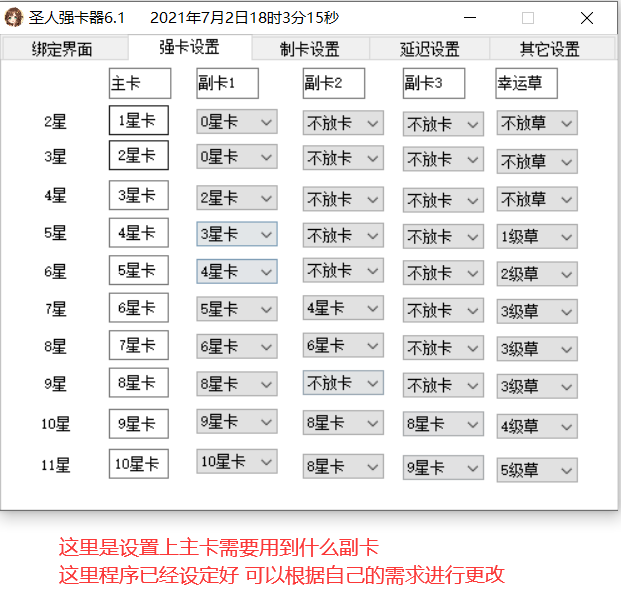 圣人强卡器6.1 2021年7月2日18时3分15秒
绑定界面 强卡设置 制卡设置 延迟设置 其它设置
主卡 副卡1 副卡2 副卡3 幸运草
2星 1星卡 0星卡 不放卡 不放卡 不放草
3星 2星卡 0星卡 不放卡 不放卡 不放草
4星 3星卡 2星卡 不放卡 不放卡 不放草
5星 4星卡 3星卡 不放卡 不放卡 1级草
6星 5星卡 4星卡 不放卡 不放卡 2级草
7星 6星卡 5星卡 4星卡 不放卡 3级草
8星 7星卡 6星卡 6星卡 不放卡 3级草
9星 8星卡 8星卡 不放卡 不放卡 3级草
10星 9星卡 9星卡 8星卡 8星卡 4级草
11星 10星卡 10星卡 8星卡 9星卡 5级草
这里是设置上主卡需要用到什么副卡
这里程序已经设定好 可以根据自己的需求进行更改